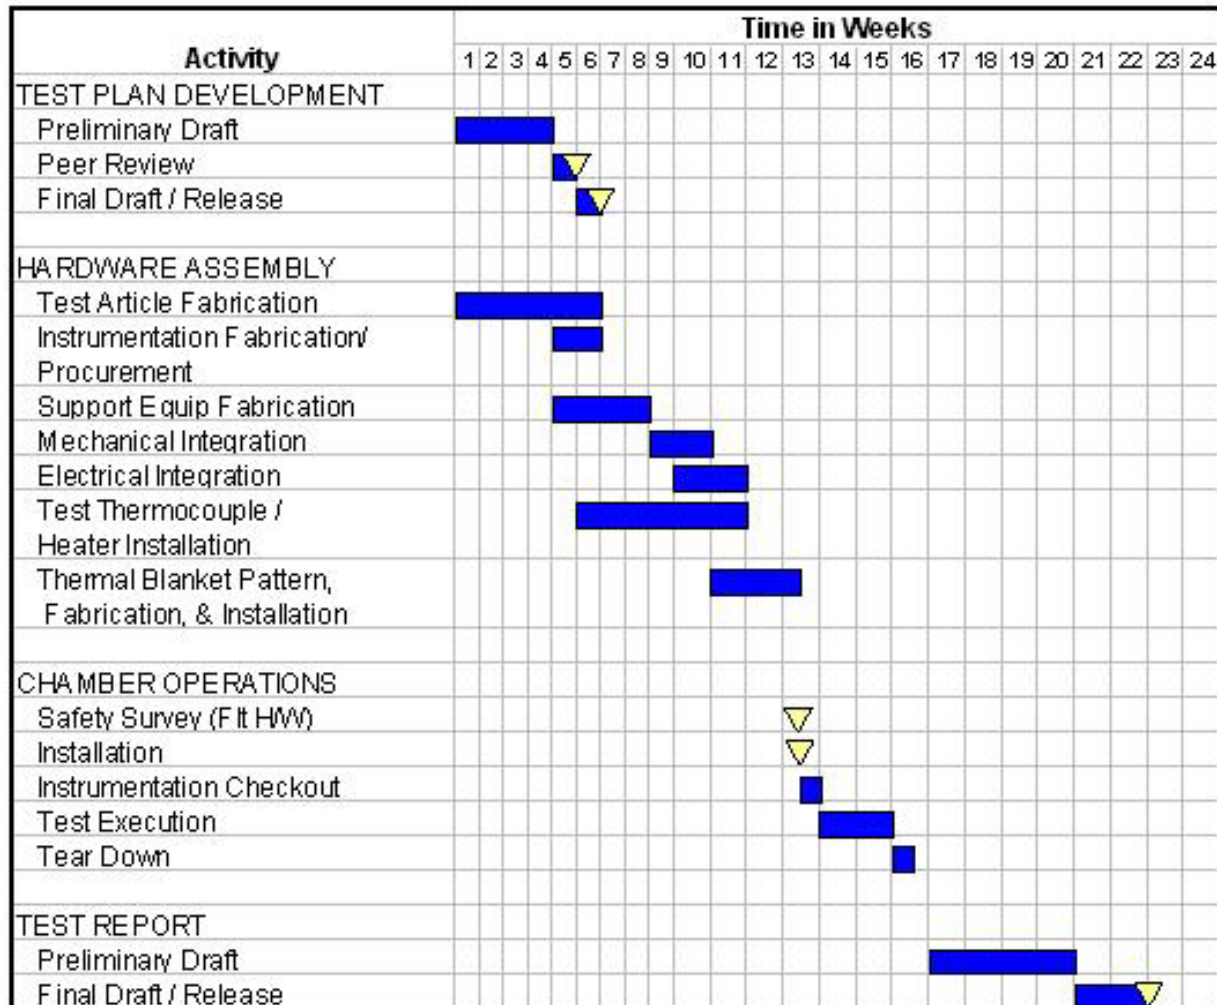 Time in Weeks
Activity
1 2 3 4 5 6 7 8 9 10 11 12 13 14 15 16 17 18 19 20 21 22 23 24
TEST PLAN DEVELOPMENT
Preliminary Draft
Peer Review
Final Draft / Release
HARDWARE ASSEMBLY
Test Article Fabrication
Instrumentation Fabrication/
Procurement
Support Equip Fabrication
Mechanical Integration
Electrical Integration
Test Thermocouple /
Heater Installation
Thermal Blanket Pattern,
Fabrication, & Installation
CHAMBER OPERATIONS
Safety Survey (Flt H/W)
Installation
Instrumentation Checkout
Test Execution
Tear Down
TEST REPORT
Preliminary Draft
Final Draft / Release